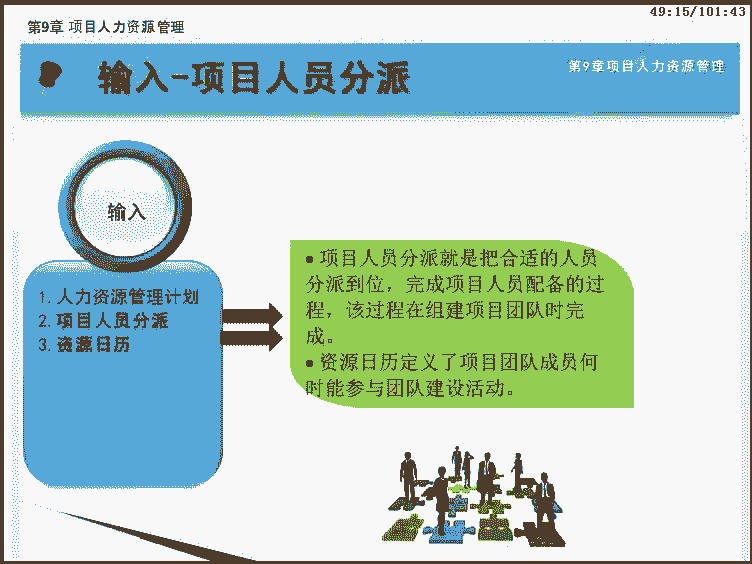 49:15/101:43
第9章 项目人力资源管理
输入-项目人员分派
第9章项目人力资源管理
输入
1. 人力资源管理计划
2. 项目人员分派
3. 资源日历
● 项目人员分派就是把合适的人员
分派到位，完成项目人员配备的过
程，该过程在组建项目团队时完
成。
● 资源日历定义了项目团队成员何
时能参与团队建设活动。